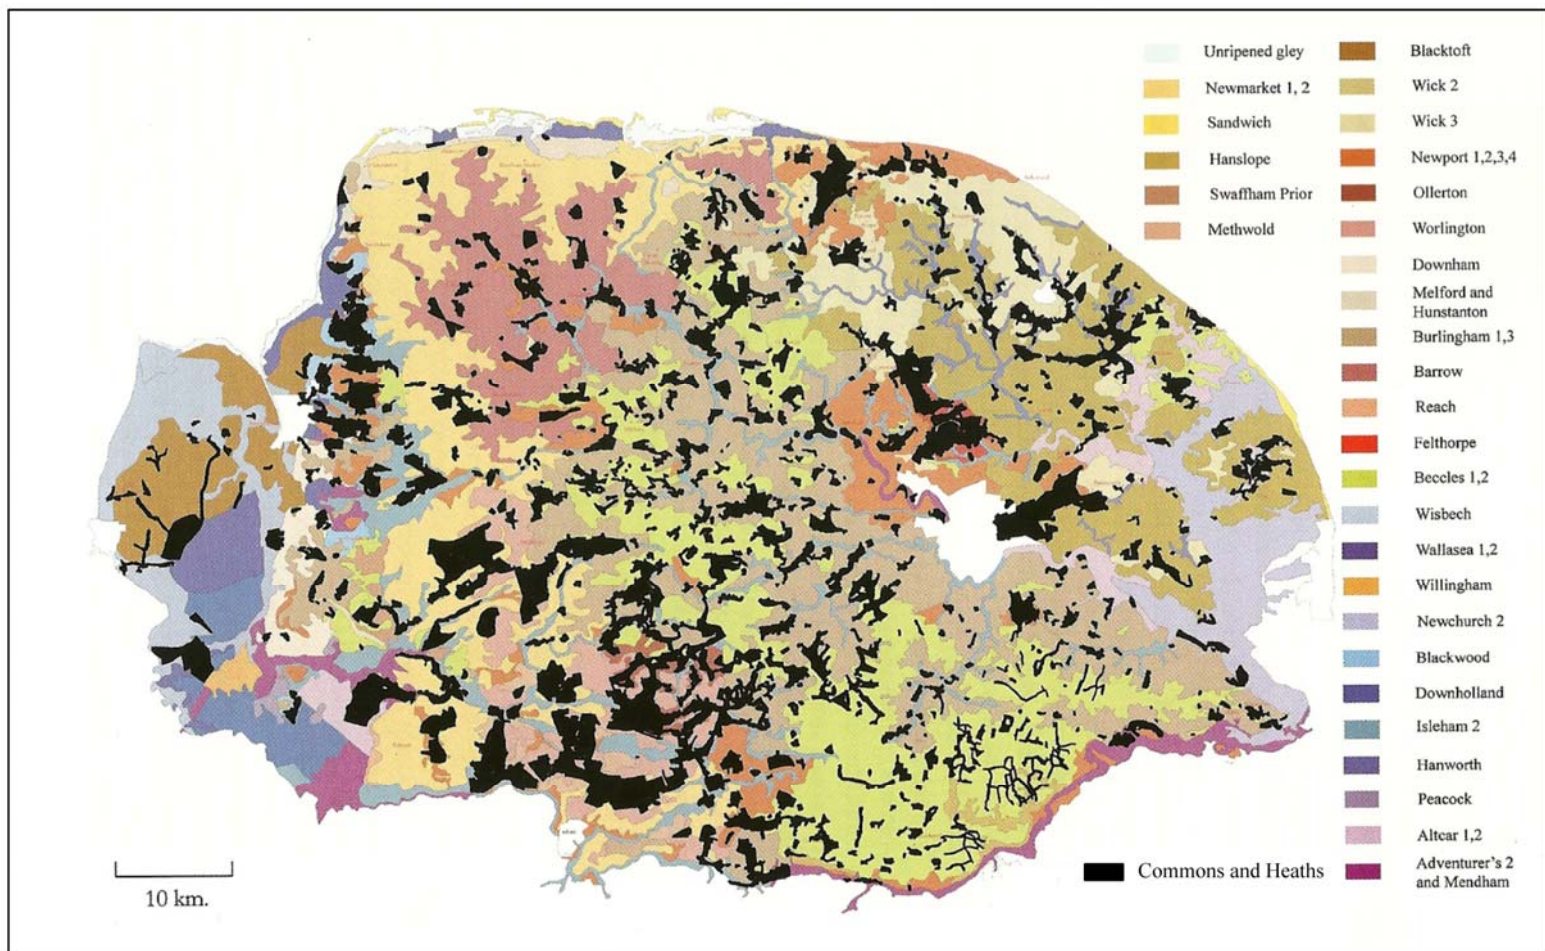 Unripened gley
Newmarket 1, 2
Sandwich
Hanslope
Swaffham Prior
Methwold
Blacktoft
Wick 2
Wick 3
Newport 1,2,3,4
Ollerton
Worlington
Downham
Melford and
Hunstanton
Burlingham 1,3
Barrow
Reach
Felthorpe
Beccles 1,2
Wisbech
Wallasea 1,2
Willingham
Newchurch 2
Blackwood
Downholland
Isleham 2
Hanworth
Peacock
Altcar 1,2
Adventurer's 2
and Mendham
Commons and Heaths
10 km.